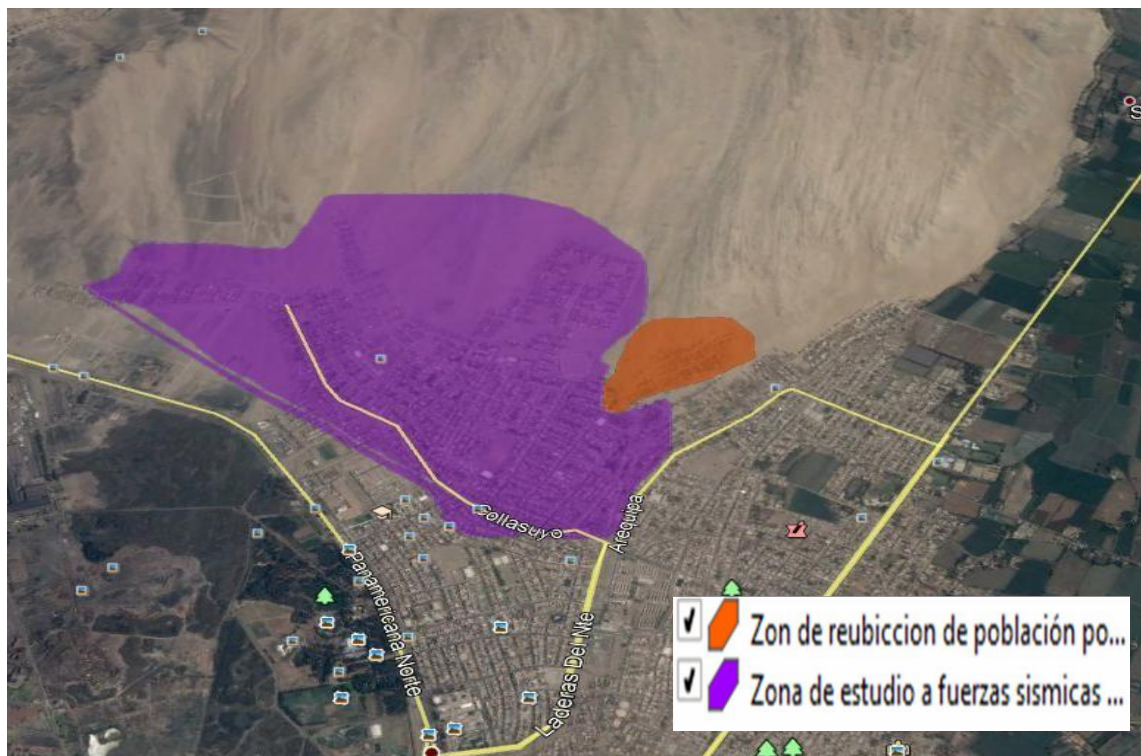 S
Collasuyo
Arequipa
Panamericana Norte
Laderas Del Nte
Zon de reubiccion de población po...
Zona de estudio a fuerzas sismicas ...